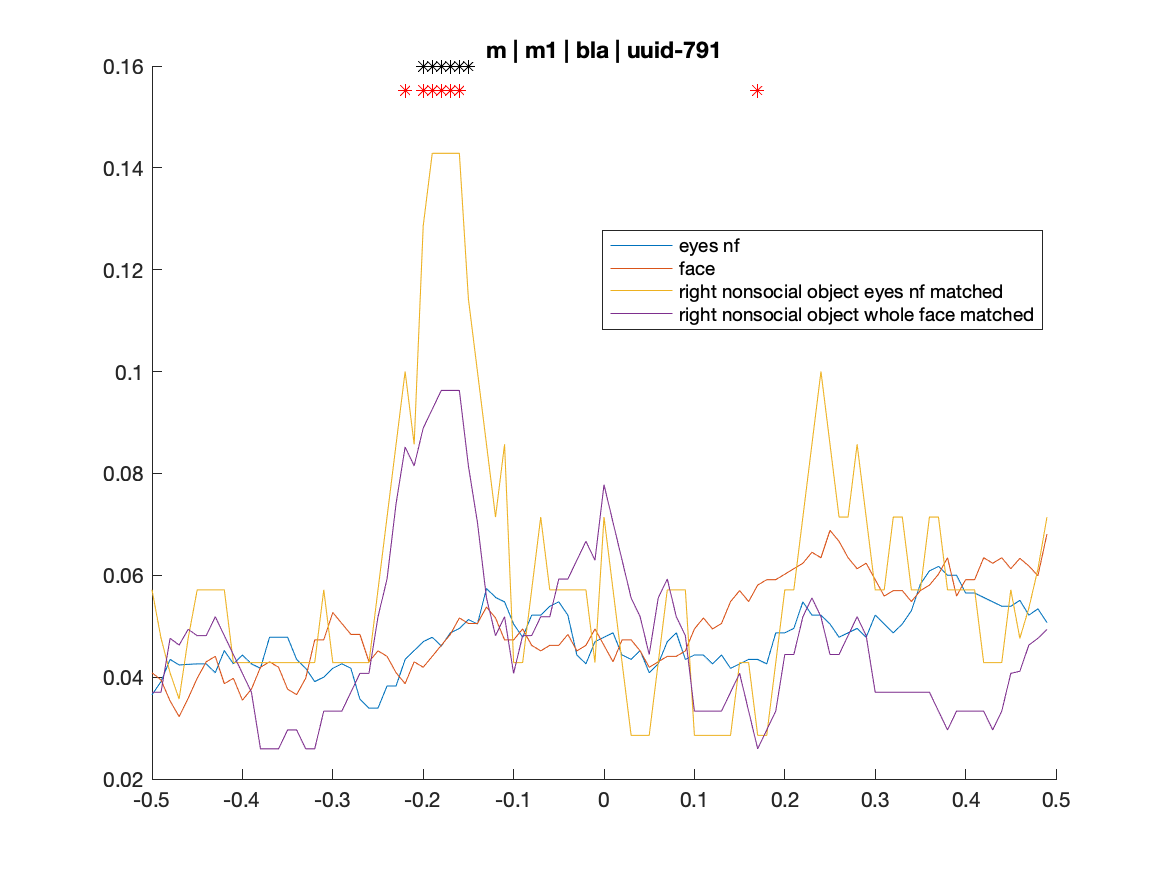 m | m1 | bla | uuid-791
0.16
0.14
0.12
0.1
0.08
0.06
0.04
0.02
eyes nf
face
right nonsocial object eyes nf matched
right nonsocial object whole face matched
-0.5 -0.4 -0.3 -0.2 -0.1 0 0.1 0.2 0.3 0.4 0.5